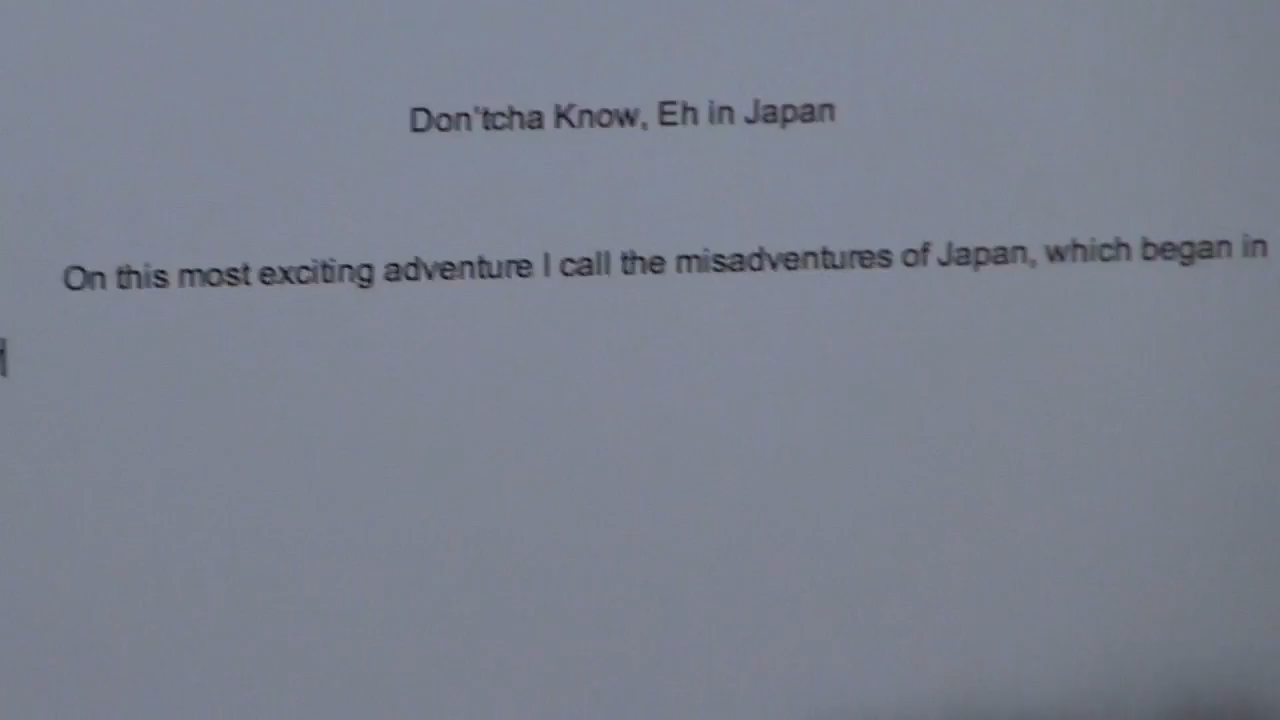 Don'tcha Know, Eh in Japan
On this most exciting adventure I call the misadventures of Japan, which began in